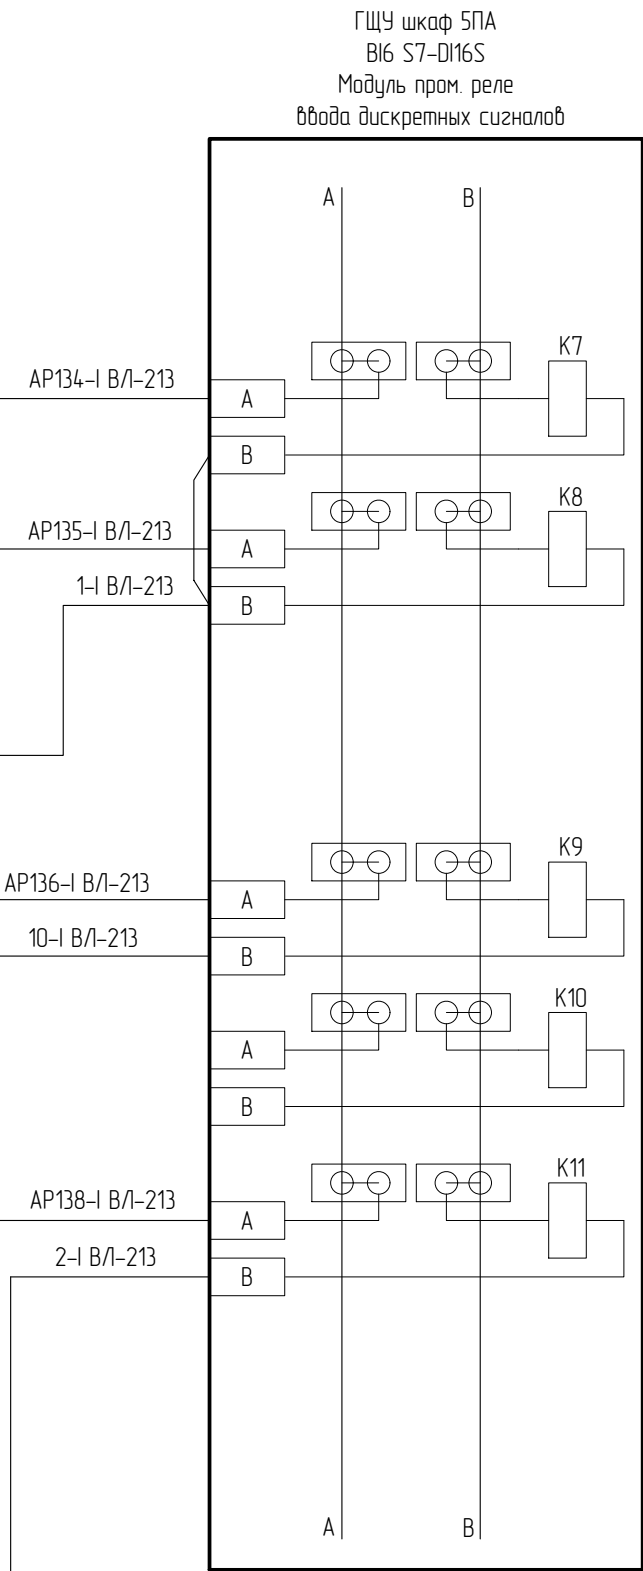 ГЩУ шкаф 5ПА
BI6 S7-DI16S
Модуль пром. реле
ввода дискретных сигналов
A B
K7
AP134-I ВЛ-213
A
B
K8
AP135-I ВЛ-213
A
1-I ВЛ-213
B
K9
AP136-I ВЛ-213
A
10-I ВЛ-213
B
K10
A
B
K11
AP138-I ВЛ-213
A
2-I ВЛ-213
B
A B